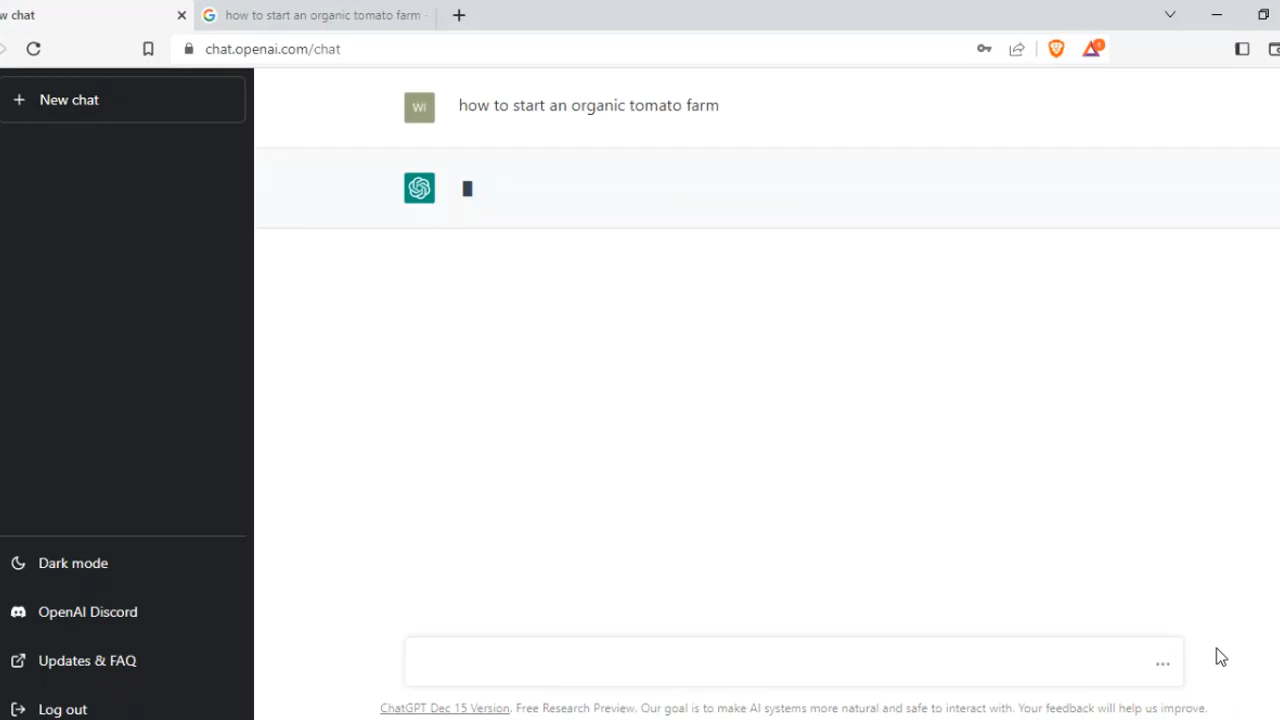 w chat
how to start an organic tomato farm -
chat.openai.com/chat
New chat
WI
how to start an organic tomato farm
Dark mode
OpenAI Discord
Updates & FAQ
Log out
ChatGPT Dec 15 Version. Free Research Preview. Our goal is to make AI systems more natural and safe to interact with. Your feedback will help us improve.